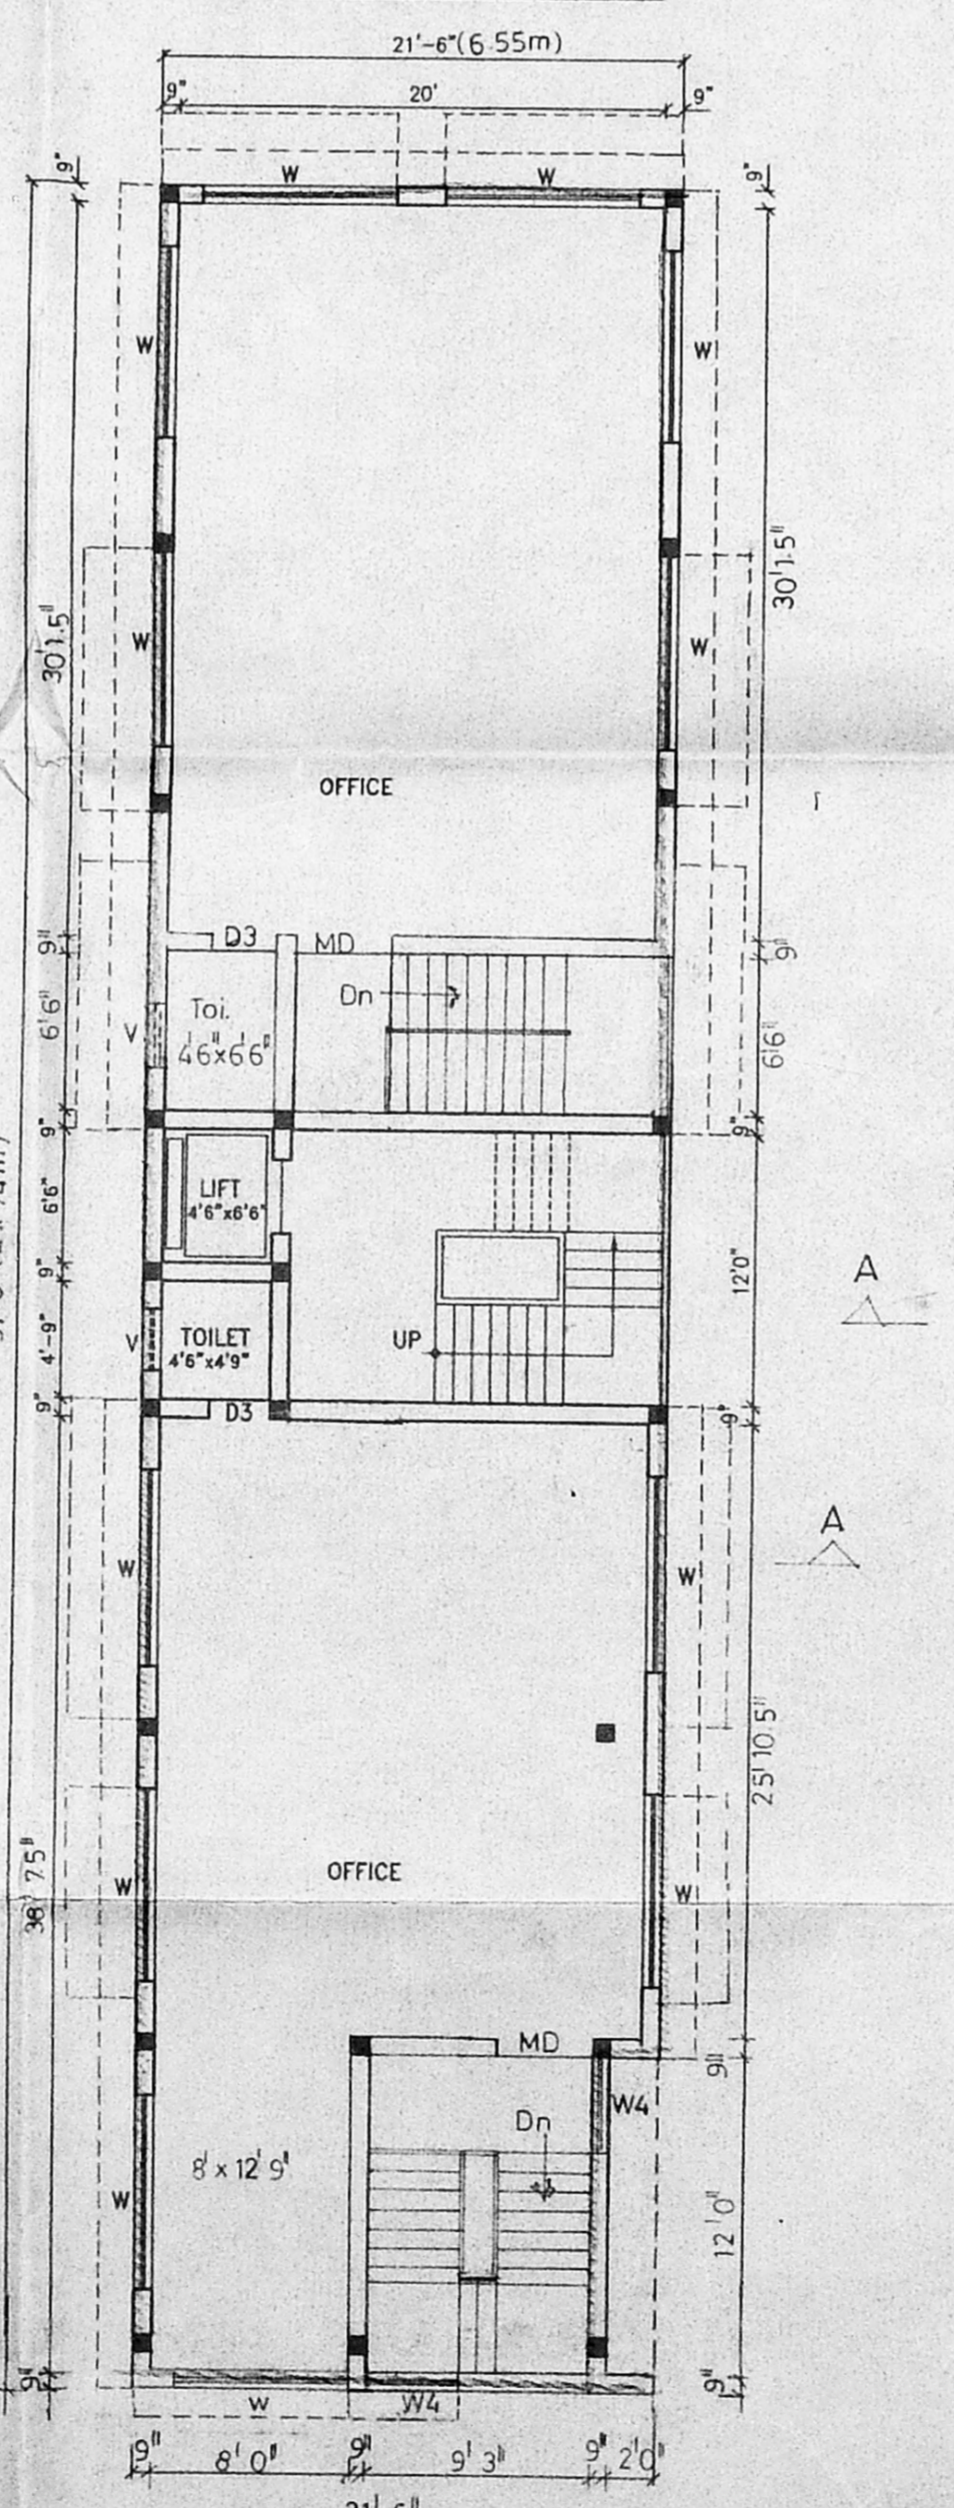 21'-6"(6.55m)
9" 20' 9"
9" 9"
W W
W W
30'1.5"
W W
30'1.5"
OFFICE
D3 MD
9" 9"
Dn
Toi.
6'6" V 4'6"x6'6" 6'6"
9" 9"
LIFT
6'6" 4'6"x6'6"
12'0"
9" A
4'-9" V TOILET UP
4'6"x4'9"
9" D3 9"
A
W W
25'10.5"
38'7.5"
OFFICE
W W
MD
9"
W4
Dn
8'x12'9"
W 12'0"
9" 9"
W W4
9" 8'0" 9" 9'3" 9" 2'0"